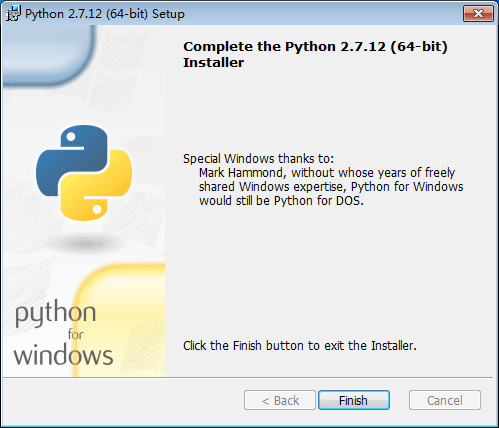 Python 2.7.12 (64-bit) Setup
Complete the Python 2.7.12 (64-bit)
Installer
Special Windows thanks to:
Mark Hammond, without whose years of freely
shared Windows expertise, Python for Windows
would still be Python for DOS.
python
for
windows
Click the Finish button to exit the Installer.
< Back
Finish
Cancel